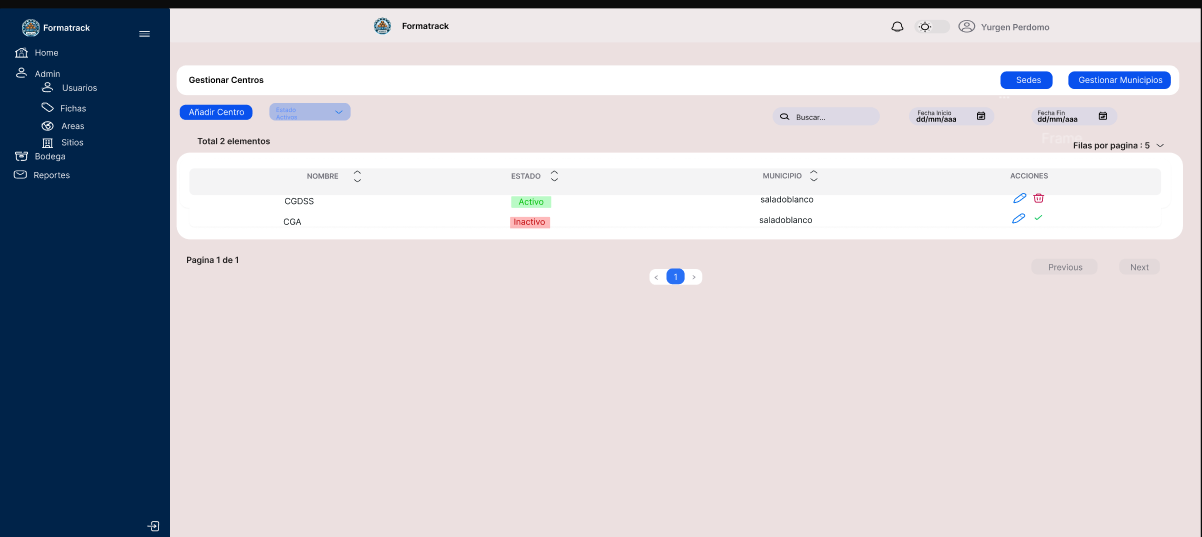 Formatrack
Home
Admin
Usuarios
Fichas
Areas
Sitios
Bodega
Reportes
Formatrack
Yurgen Perdomo
Gestionar Centros
Sedes
Gestionar Municipios
Añadir Centro
Estado
Activos
Buscar...
Fecha Inicio
dd/mm/aaa
Fecha Fin
dd/mm/aaa
Frame
Total 2 elementos
Filas por pagina : 5
NOMBRE ESTADO MUNICIPIO ACCIONES
CGDSS Activo saladoblanco
CGA Inactivo saladoblanco
Pagina 1 de 1
1
Previous
Next